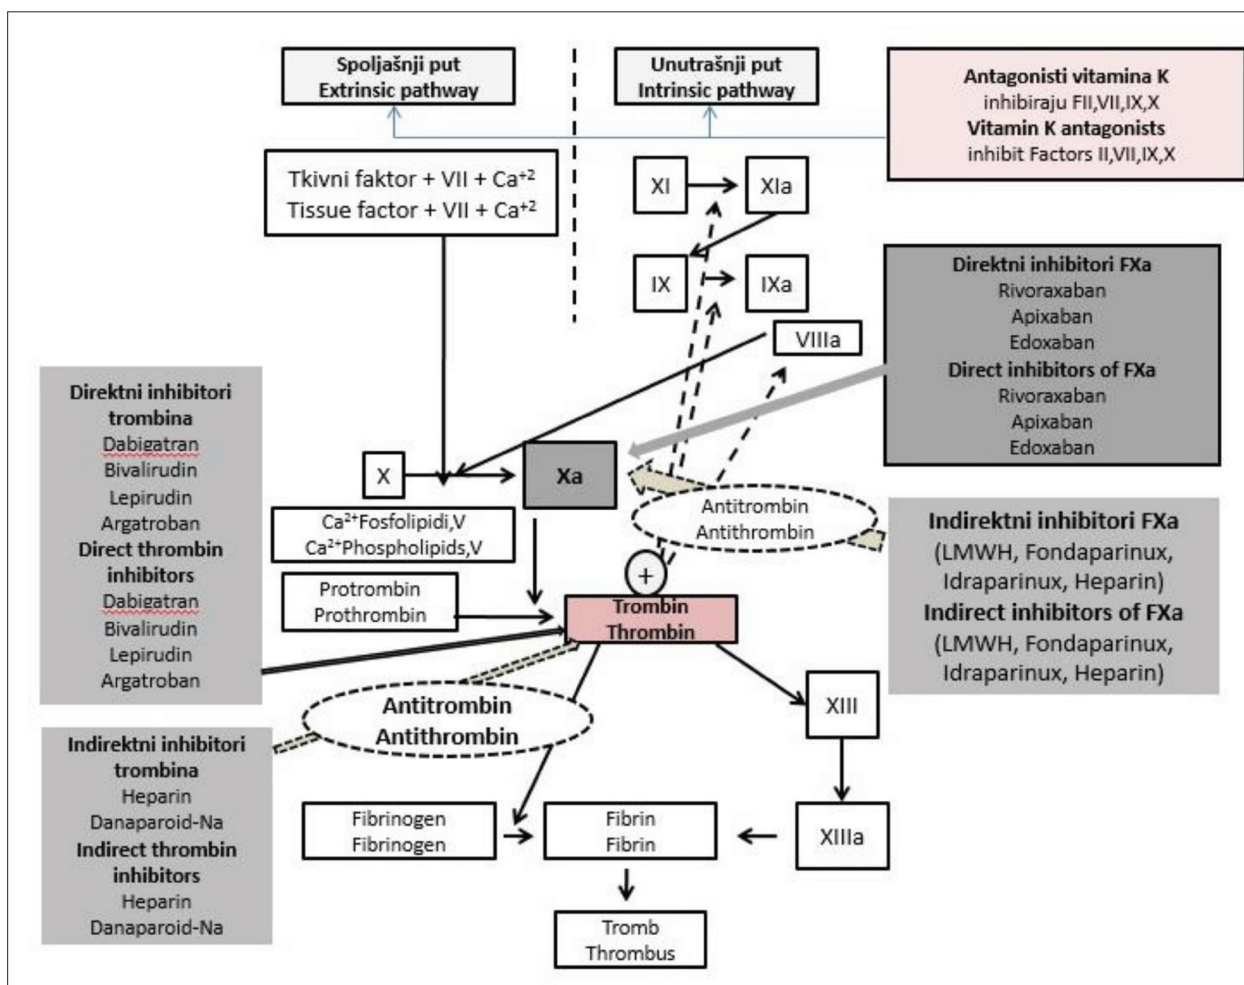 Spoljašnji put
Extrinsic pathway
Unutrašnji put
Intrinsic pathway
Antagonisti vitamina K
inhibiraju FII,VII,IX,X
Vitamin K antagonists
inhibit Factors II,VII,IX,X
Tkivni faktor + VII + Ca⁺²
Tissue factor + VII + Ca⁺²
XI
XIa
IX
IXa
VIIIa
Direktni inhibitori FXa
Rivoraxaban
Apixaban
Edoxaban
Direct inhibitors of FXa
Rivoraxaban
Apixaban
Edoxaban
Direktni inhibitori
trombina
Dabigatran
Bivalirudin
Lepirudin
Argatroban
Direct thrombin
inhibitors
Dabigatran
Bivalirudin
Lepirudin
Argatroban
X
Xa
Ca²⁺Fosfolipidi,V
Ca²⁺Phospholipids,V
Antitrombin
Antithrombin
Indirektni inhibitori FXa
(LMWH, Fondaparinux,
Idraparinux, Heparin)
Indirect inhibitors of FXa
(LMWH, Fondaparinux,
Idraparinux, Heparin)
Protrombin
Prothrombin
+
Trombin
Thrombin
Antitrombin
Antithrombin
XIII
Indirektni inhibitori
trombina
Heparin
Danaparoid-Na
Indirect thrombin
inhibitors
Heparin
Danaparoid-Na
Fibrinogen
Fibrinogen
Fibrin
Fibrin
XIIIa
Tromb
Thrombus